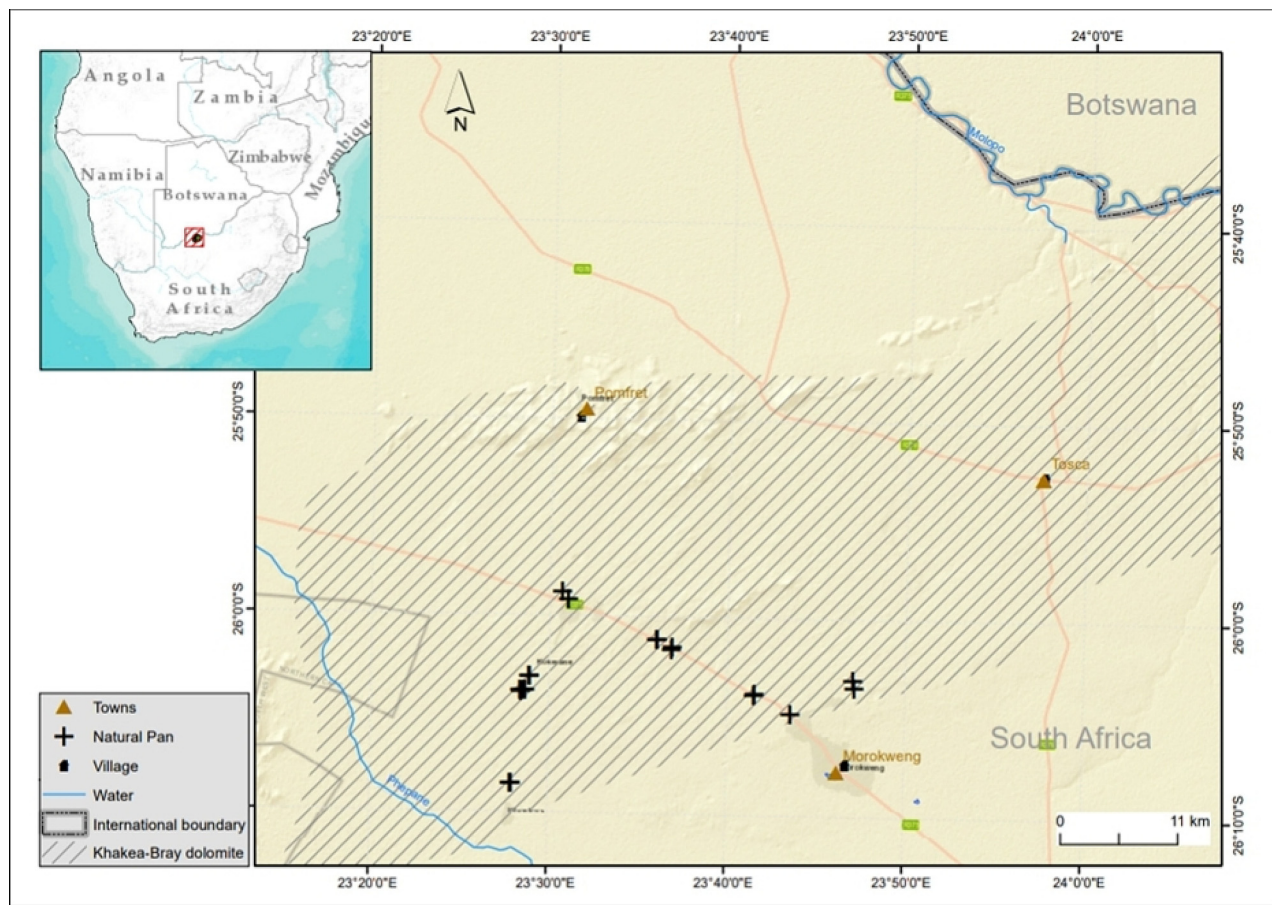 23°20'0"E
23°30'0"E
23°40'0"E
23°50'0"E
24°0'0"E
Angola
Zambia
Zimbabwe
Mozambique
Namibia
Botswana
South
Africa
N
Botswana
Molopo
25°40'0"S
Pomfret
Pomfret
25°50'0"S
25°50'0"S
Tosca
26°0'0"S
26°0'0"S
South Africa
Morokweng
Morokweng
Phepane
Towns
Natural Pan
Village
Water
International boundary
Khakea-Bray dolomite
0 11 km
26°10'0"S
23°20'0"E
23°30'0"E
23°40'0"E
23°50'0"E
24°0'0"E